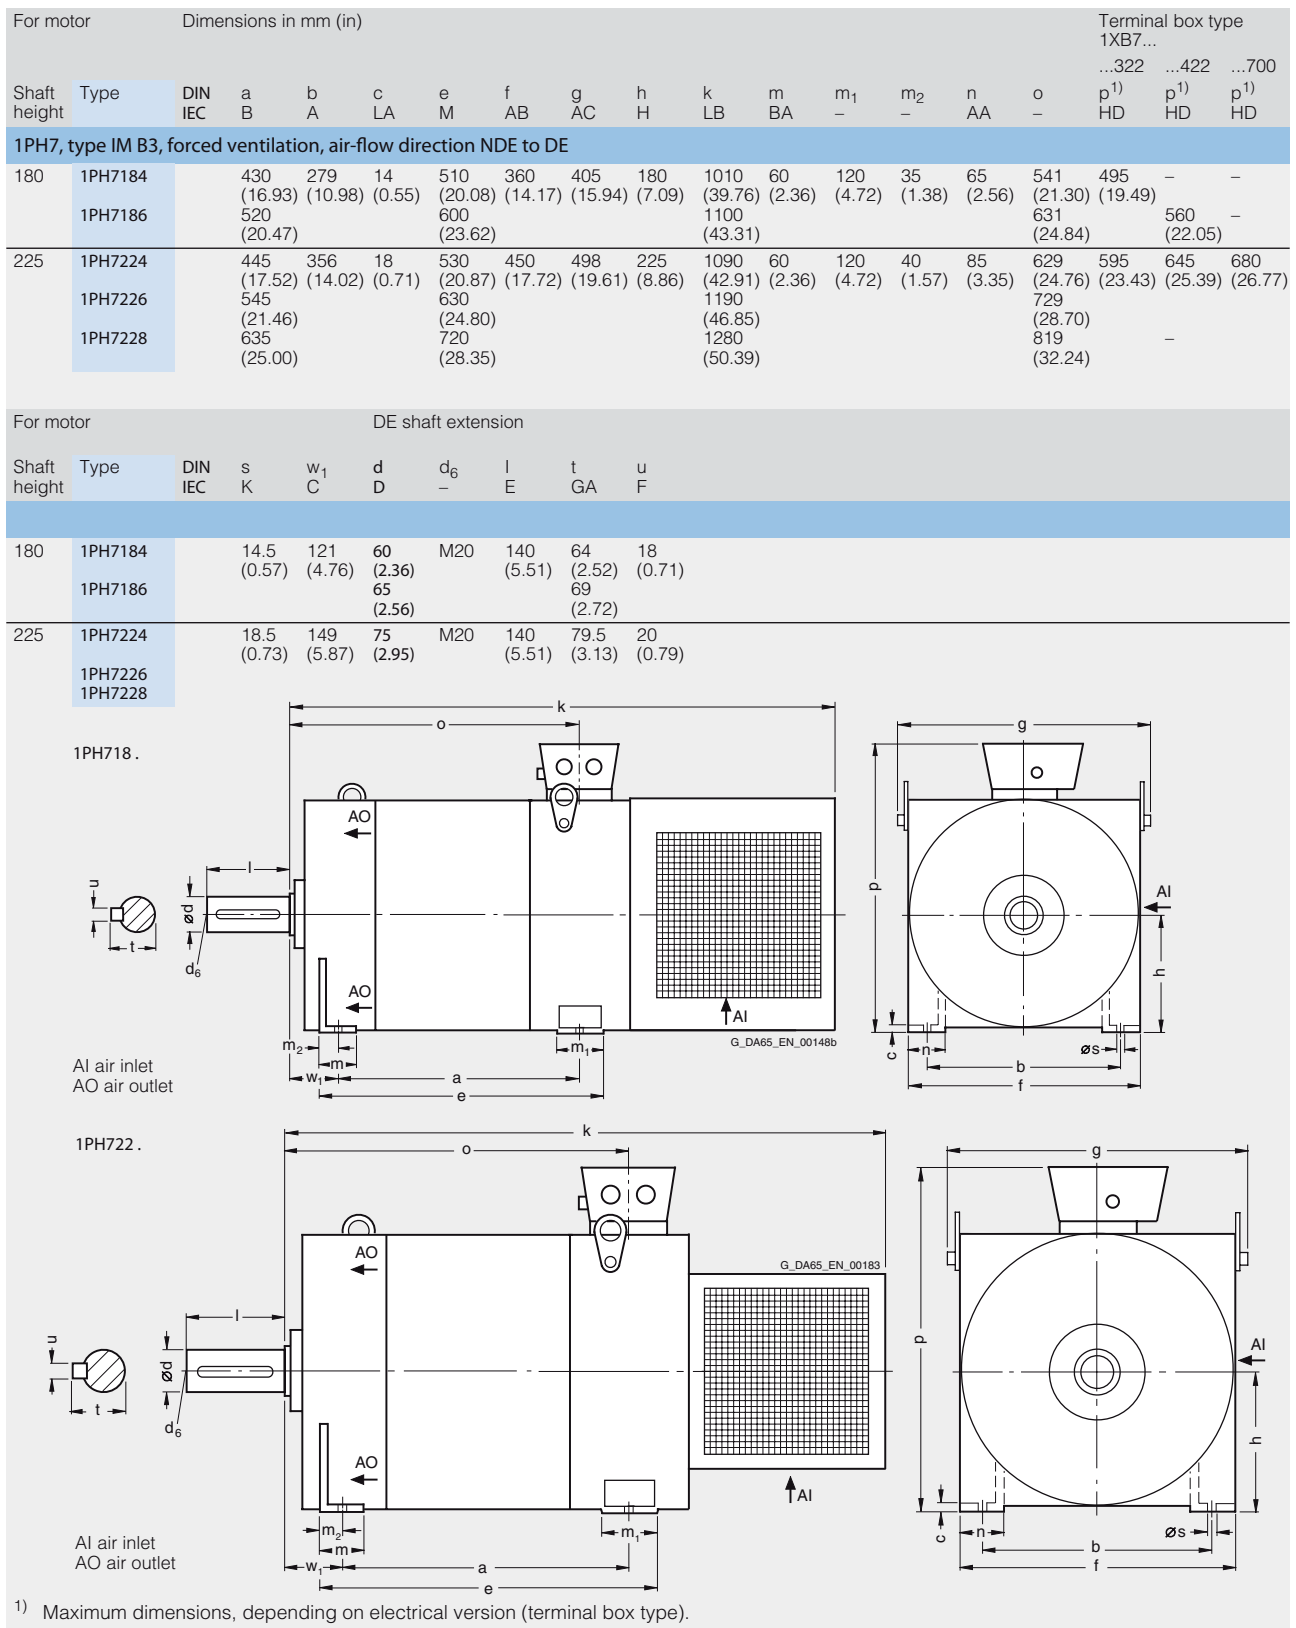 For motor Dimensions in mm (in) Terminal box type
1XB7...
...322 ...422 ...700
Shaft Type DIN a b c e f g h k m m1 m2 n o p1) p1) p1)
height IEC B A LA M AB AC H LB BA – – AA – HD HD HD
1PH7, type IM B3, forced ventilation, air-flow direction NDE to DE
180 1PH7184 430 279 14 510 360 405 180 1010 60 120 35 65 541 495 – –
(16.93) (10.98) (0.55) (20.08) (14.17) (15.94) (7.09) (39.76) (2.36) (4.72) (1.38) (2.56) (21.30) (19.49)
1PH7186 520 600 1100 631 560 –
(20.47) (23.62) (43.31) (24.84) (22.05)
225 1PH7224 445 356 18 530 450 498 225 1090 60 120 40 85 629 595 645 680
(17.52) (14.02) (0.71) (20.87) (17.72) (19.61) (8.86) (42.91) (2.36) (4.72) (1.57) (3.35) (24.76) (23.43) (25.39) (26.77)
1PH7226 545 630 1190 729
(21.46) (24.80) (46.85) (28.70)
1PH7228 635 720 1280 819 –
(25.00) (28.35) (50.39) (32.24)
For motor DE shaft extension
Shaft Type DIN s w1 d d6 l t u
height IEC K C D – E GA F
180 1PH7184 14.5 121 60 M20 140 64 18
(0.57) (4.76) (2.36) (5.51) (2.52) (0.71)
1PH7186 65 69
(2.56) (2.72)
225 1PH7224 18.5 149 75 M20 140 79.5 20
(0.73) (5.87) (2.95) (5.51) (3.13) (0.79)
1PH7226
1PH7228
k
o g
1PH718 .
AO
l
u ød p AI
t
d6 h
AO
AI
G_DA65_EN_00148b
m2 m m1 c n øs
AI air inlet w1 a b
AO air outlet e f
1PH722 .
k
o g
AO
G_DA65_EN_00183
l
u ød p AI
t
d6 h
AO
AI
m2 m1 c n øs
AI air inlet m b
AO air outlet w1 a f
e
1) Maximum dimensions, depending on electrical version (terminal box type).